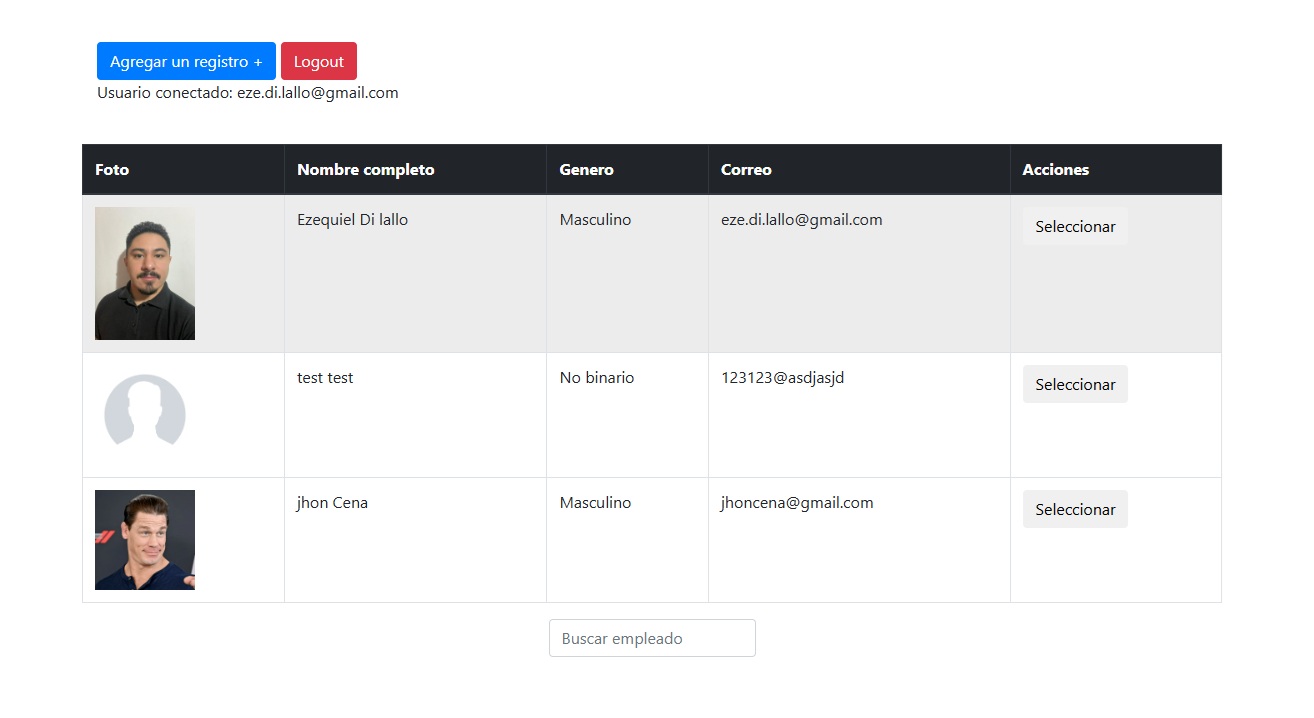 Agregar un registro + Logout
Usuario conectado: eze.di.lallo@gmail.com
Foto Nombre completo Genero Correo Acciones
Ezequiel Di lallo Masculino eze.di.lallo@gmail.com Seleccionar
test test No binario 123123@asdjasjd Seleccionar
jhon Cena Masculino jhoncena@gmail.com Seleccionar
Buscar empleado